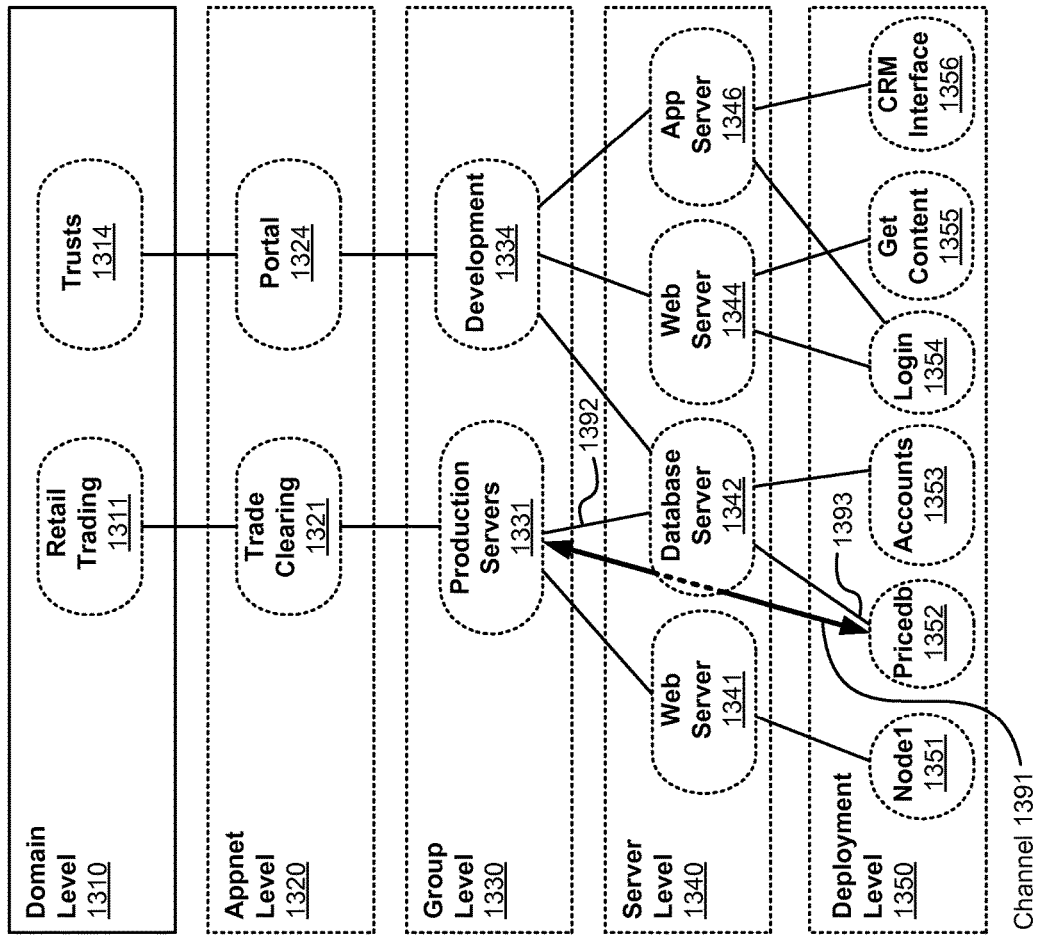 Domain
Level
1310
Retail
Trading
1311
Trusts
1314
Appnet
Level
1320
Trade
Clearing
1321
Portal
1324
Group
Level
1330
Production
Servers
1331
Development
1334
1392
Server
Level
1340
Web
Server
1341
Database
Server
1342
Web
Server
1344
App
Server
1346
1393
Deployment
Level
1350
Node1
1351
Pricedb
1352
Accounts
1353
Login
1354
Get
Content
1355
CRM
Interface
1356
Channel 1391